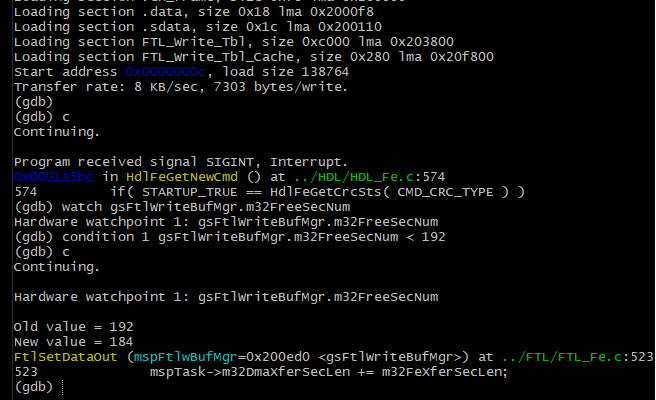 Loading section .data, size 0x18 lma 0x2000f8
Loading section .sdata, size 0x1c lma 0x200110
Loading section FTL_Write_Tbl, size 0xc000 lma 0x203800
Loading section FTL_Write_Tbl_Cache, size 0x280 lma 0x20f800
Start address 0x0000000c, load size 138764
Transfer rate: 8 KB/sec, 7303 bytes/write.
(gdb)
(gdb) c
Continuing.

Program received signal SIGINT, Interrupt.
0x0001a5bc in HdlFeGetNewCmd () at ../HDL/HDL_Fe.c:574
574         if( STARTUP_TRUE == HdlFeGetCrcSts( CMD_CRC_TYPE ) )
(gdb) watch gsFtlWriteBufMgr.m32FreeSecNum
Hardware watchpoint 1: gsFtlWriteBufMgr.m32FreeSecNum
(gdb) condition 1 gsFtlWriteBufMgr.m32FreeSecNum < 192
(gdb) c
Continuing.

Hardware watchpoint 1: gsFtlWriteBufMgr.m32FreeSecNum

Old value = 192
New value = 184
FtlSetDataOut (mspFtlwBufMgr=0x200ed0 <gsFtlWriteBufMgr>) at ../FTL/FTL_Fe.c:523
523              mspTask->m32DmaXferSecLen += m32FeXferSecLen;
(gdb)